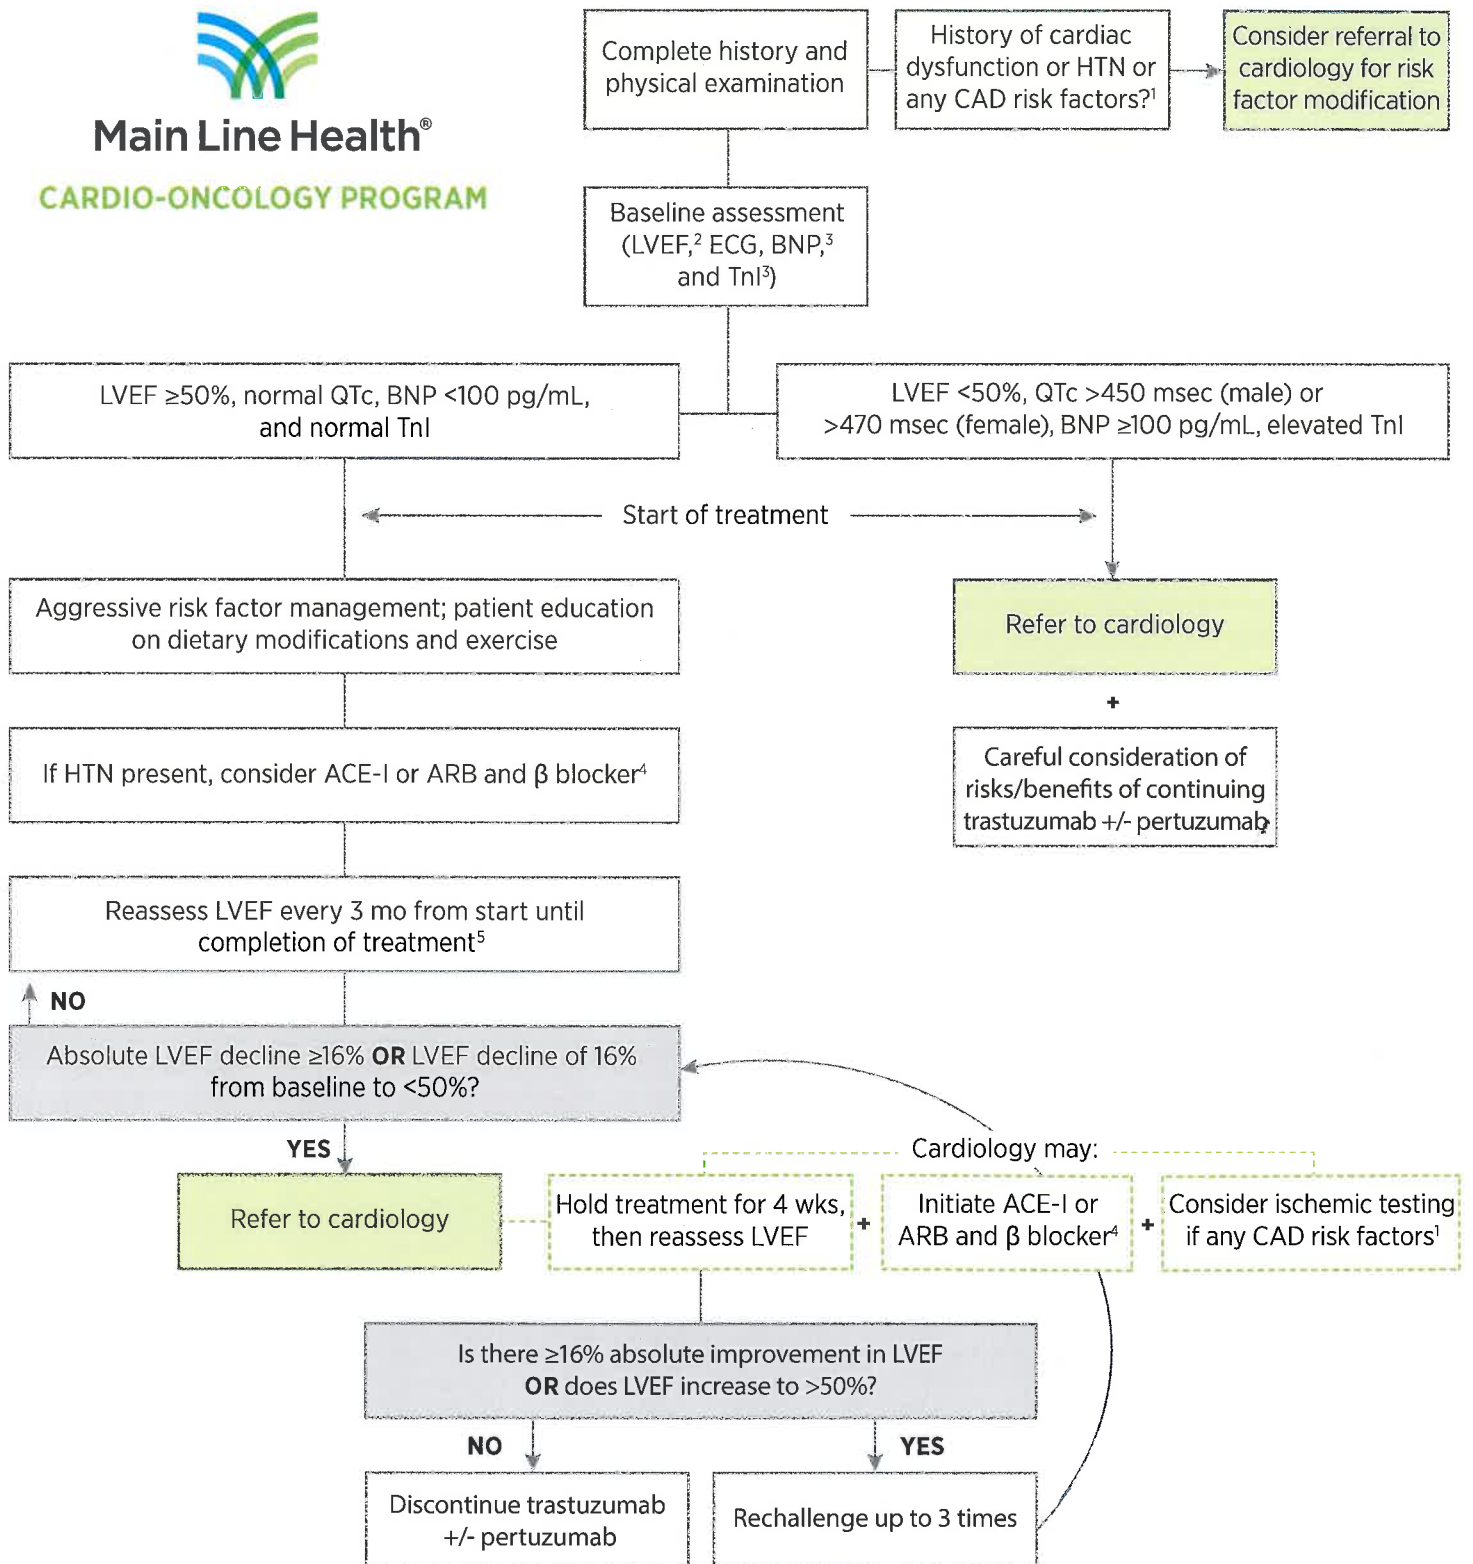 Main Line Health®
CARDIO-ONCOLOGY PROGRAM
Complete history and
physical examination
History of cardiac
dysfunction or HTN or
any CAD risk factors?¹
Consider referral to
cardiology for risk
factor modification
Baseline assessment
(LVEF,² ECG, BNP,³
and TnI³)
LVEF ≥50%, normal QTc, BNP <100 pg/mL,
and normal TnI
LVEF <50%, QTc >450 msec (male) or
>470 msec (female), BNP ≥100 pg/mL, elevated TnI
Start of treatment
Aggressive risk factor management; patient education
on dietary modifications and exercise
Refer to cardiology
+
Careful consideration of
risks/benefits of continuing
trastuzumab +/- pertuzumab?
If HTN present, consider ACE-I or ARB and β blocker⁴
Reassess LVEF every 3 mo from start until
completion of treatment⁵
NO
Absolute LVEF decline ≥16% OR LVEF decline of 16%
from baseline to <50%?
YES
Refer to cardiology
Cardiology may:
Hold treatment for 4 wks,
then reassess LVEF
+
Initiate ACE-I or
ARB and β blocker⁴
+
Consider ischemic testing
if any CAD risk factors¹
Is there ≥16% absolute improvement in LVEF
OR does LVEF increase to >50%?
NO
YES
Discontinue trastuzumab
+/- pertuzumab
Rechallenge up to 3 times